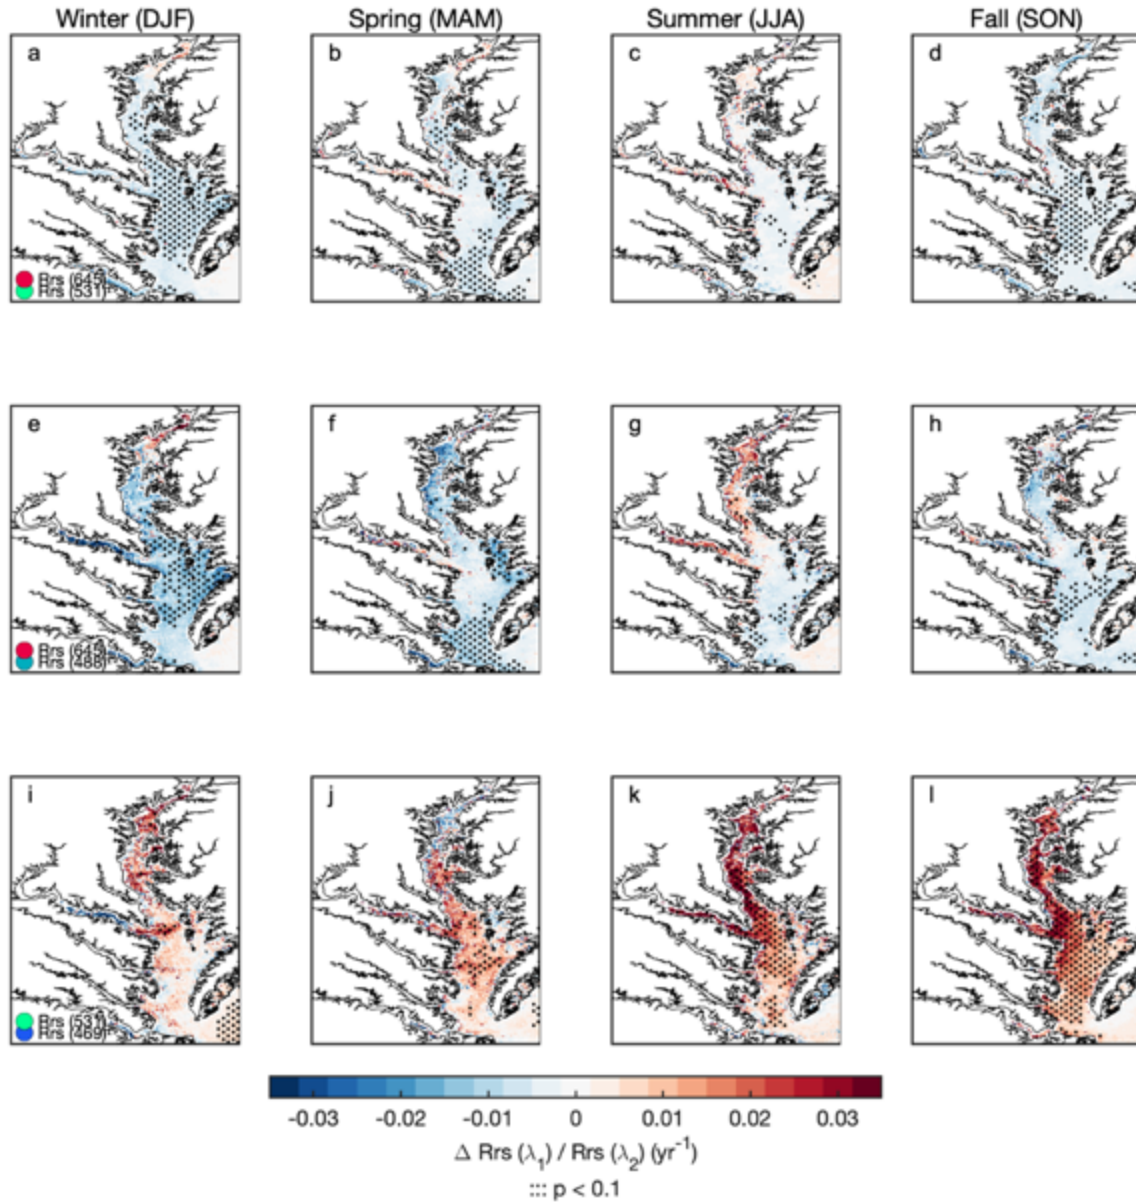 Winter (DJF) Spring (MAM) Summer (JJA) Fall (SON)
a b c d
Rrs (645)
Rrs (531)
e f g h
Rrs (645)
Rrs (488)
i j k l
Rrs (531)
Rrs (469)
-0.03 -0.02 -0.01 0 0.01 0.02 0.03
Δ Rrs (λ₁) / Rrs (λ₂) (yr⁻¹)
::: p < 0.1